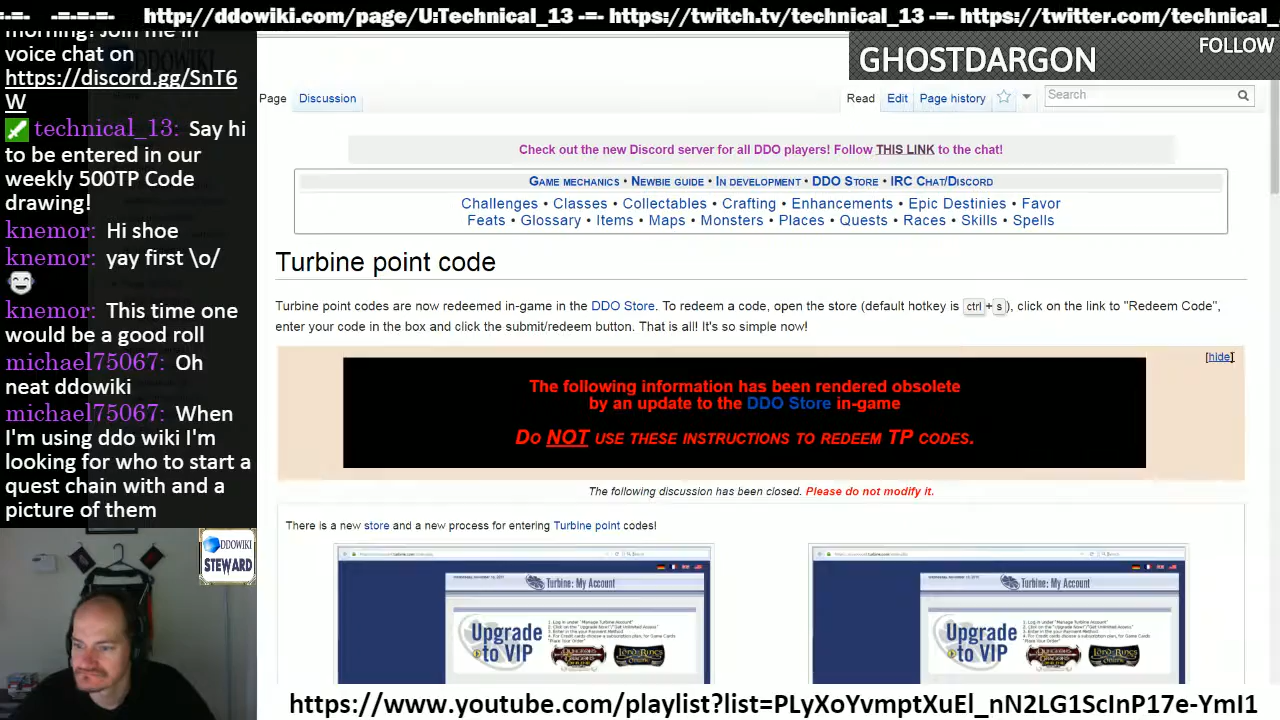 -=-   -=-=-=-   http://ddowiki.com/page/U:Technical_13 -=- https://twitch.tv/technical_13 -=- https://twitter.com/technical_
morning! Join me in
voice chat on
https://discord.gg/SnT6
W
technical_13: Say hi
to be entered in our
weekly 500TP Code
drawing!
knemor: Hi shoe
knemor: yay first \o/
knemor: This time one
would be a good roll
michael75067: Oh
neat ddowiki
michael75067: When
I'm using ddo wiki I'm
looking for who to start a
quest chain with and a
picture of them
DDOWIKI
STEWARD
GHOSTDARGON
FOLLOW
Page Discussion Read Edit Page history Search
Check out the new Discord server for all DDO players! Follow THIS LINK to the chat!
GAME MECHANICS • NEWBIE GUIDE • IN DEVELOPMENT • DDO STORE • IRC CHAT/DISCORD
Challenges • Classes • Collectables • Crafting • Enhancements • Epic Destinies • Favor
Feats • Glossary • Items • Maps • Monsters • Places • Quests • Races • Skills • Spells
Turbine point code
Turbine point codes are now redeemed in-game in the DDO Store. To redeem a code, open the store (default hotkey is ctrl+s), click on the link to "Redeem Code",
enter your code in the box and click the submit/redeem button. That is all! It's so simple now!
[hide]
The following information has been rendered obsolete
by an update to the DDO Store in-game
DO NOT USE THESE INSTRUCTIONS TO REDEEM TP CODES.
The following discussion has been closed. Please do not modify it.
There is a new store and a new process for entering Turbine point codes!
Turbine: My Account
Upgrade
to VIP
Turbine: My Account
Upgrade
to VIP
https://www.youtube.com/playlist?list=PLyXoYvmptXuEl_nN2LG1ScInP17e-YmI1